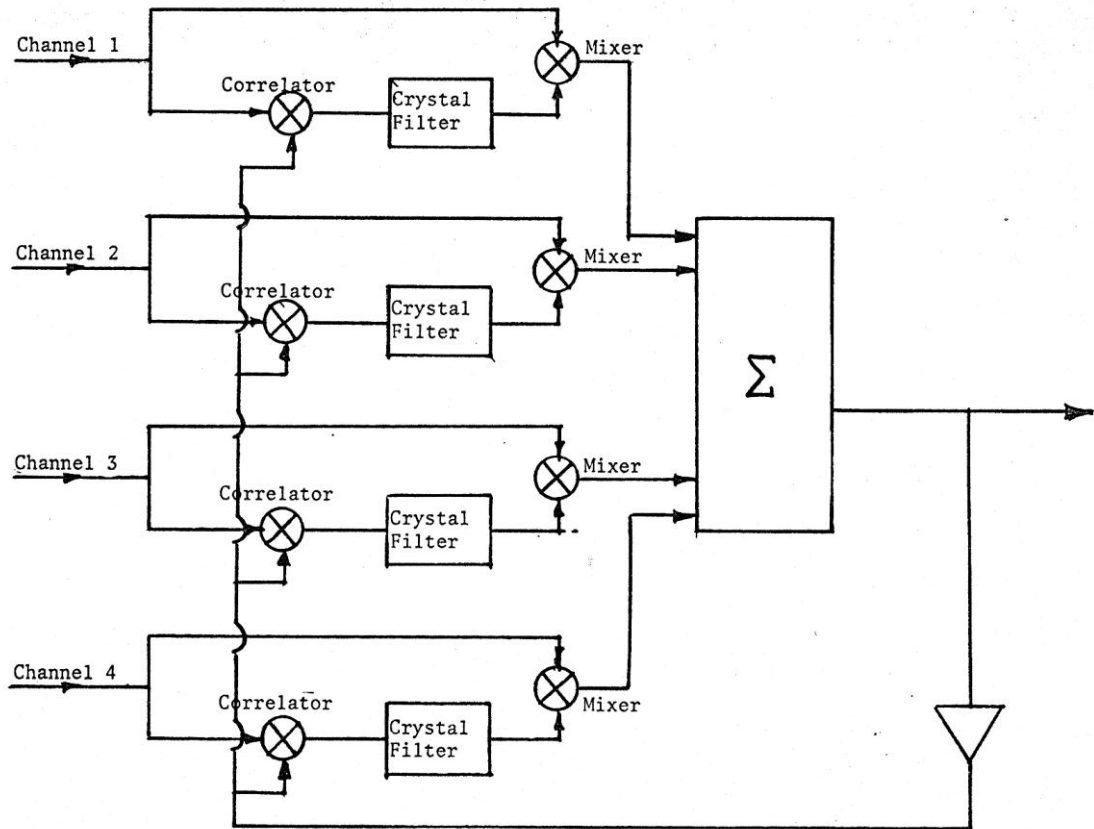 Channel 1
Mixer
Correlator
Crystal
Filter
Channel 2
Mixer
Correlator
Crystal
Filter
Channel 3
Mixer
Correlator
Crystal
Filter
Channel 4
Mixer
Correlator
Crystal
Filter
Σ